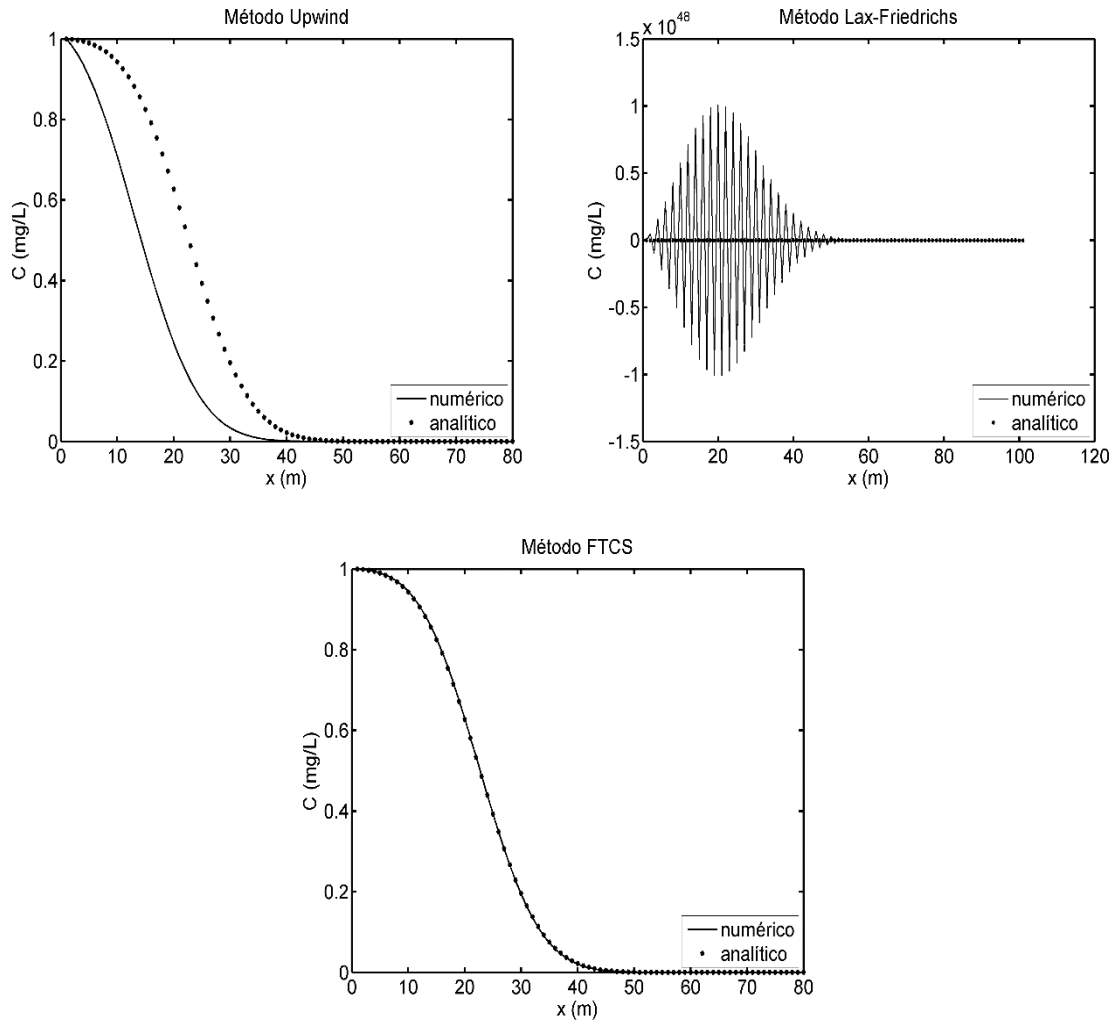 Método Upwind
1
0.8
0.6
0.4
0.2
0
C (mg/L)
0 10 20 30 40 50 60 70 80
x (m)
numérico
analítico
Método Lax-Friedrichs
x 10^48
1.5
1
0.5
0
-0.5
-1
-1.5
C (mg/L)
0 20 40 60 80 100 120
x (m)
numérico
analítico
Método FTCS
1
0.8
0.6
0.4
0.2
0
C (mg/L)
0 10 20 30 40 50 60 70 80
x (m)
numérico
analítico